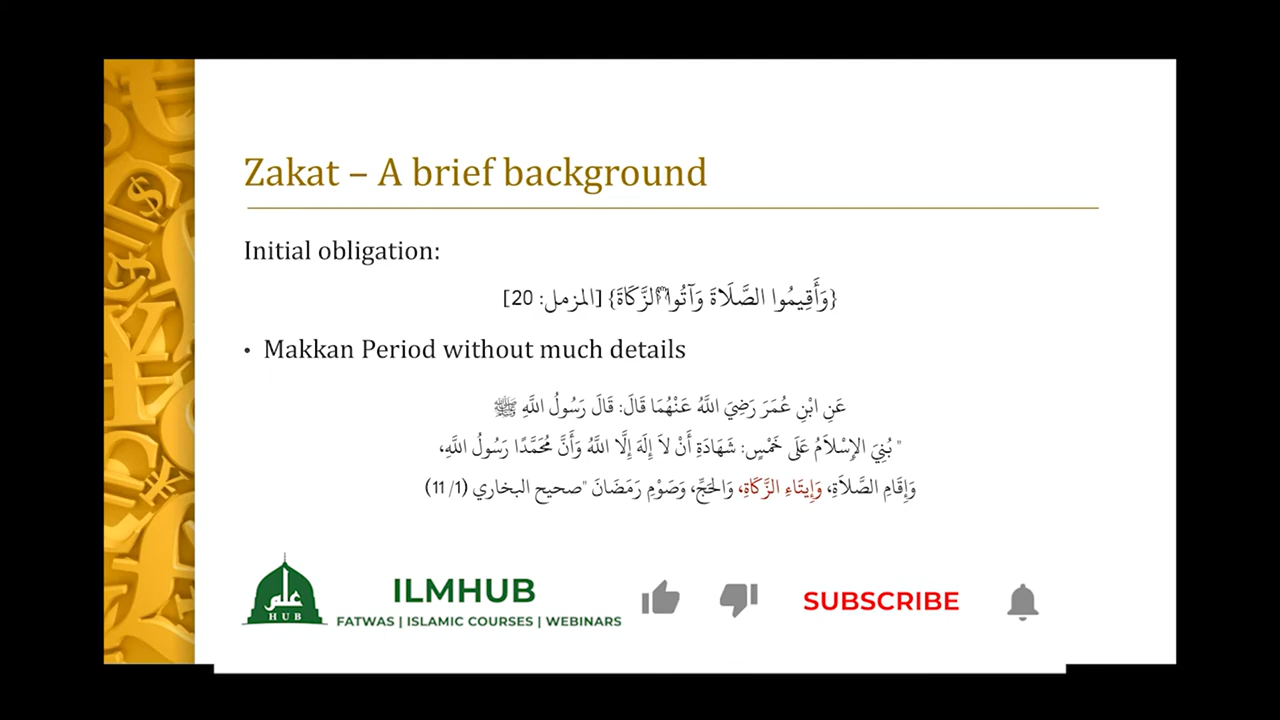 Zakat – A brief background
Initial obligation:
{وَأَقِيمُوا الصَّلَاةَ وَآتُوا الزَّكَاةَ} [المزمل: 20]
• Makkan Period without much details
عَنِ ابْنِ عُمَرَ رَضِيَ اللَّهُ عَنْهُمَا قَالَ: قَالَ رَسُولُ اللَّهِ ﷺ
" بُنِيَ الإِسْلاَمُ عَلَى خَمْسٍ: شَهَادَةِ أَنْ لاَ إِلَهَ إِلَّا اللَّهُ وَأَنَّ مُحَمَّدًا رَسُولُ اللَّهِ،
وَإِقَامِ الصَّلاَةِ، وَإِيتَاءِ الزَّكَاةِ، وَالحَجِّ، وَصَوْمِ رَمَضَانَ "صحيح البخاري (1/ 11)
علم
HUB
ILMHUB
FATWAS | ISLAMIC COURSES | WEBINARS
SUBSCRIBE